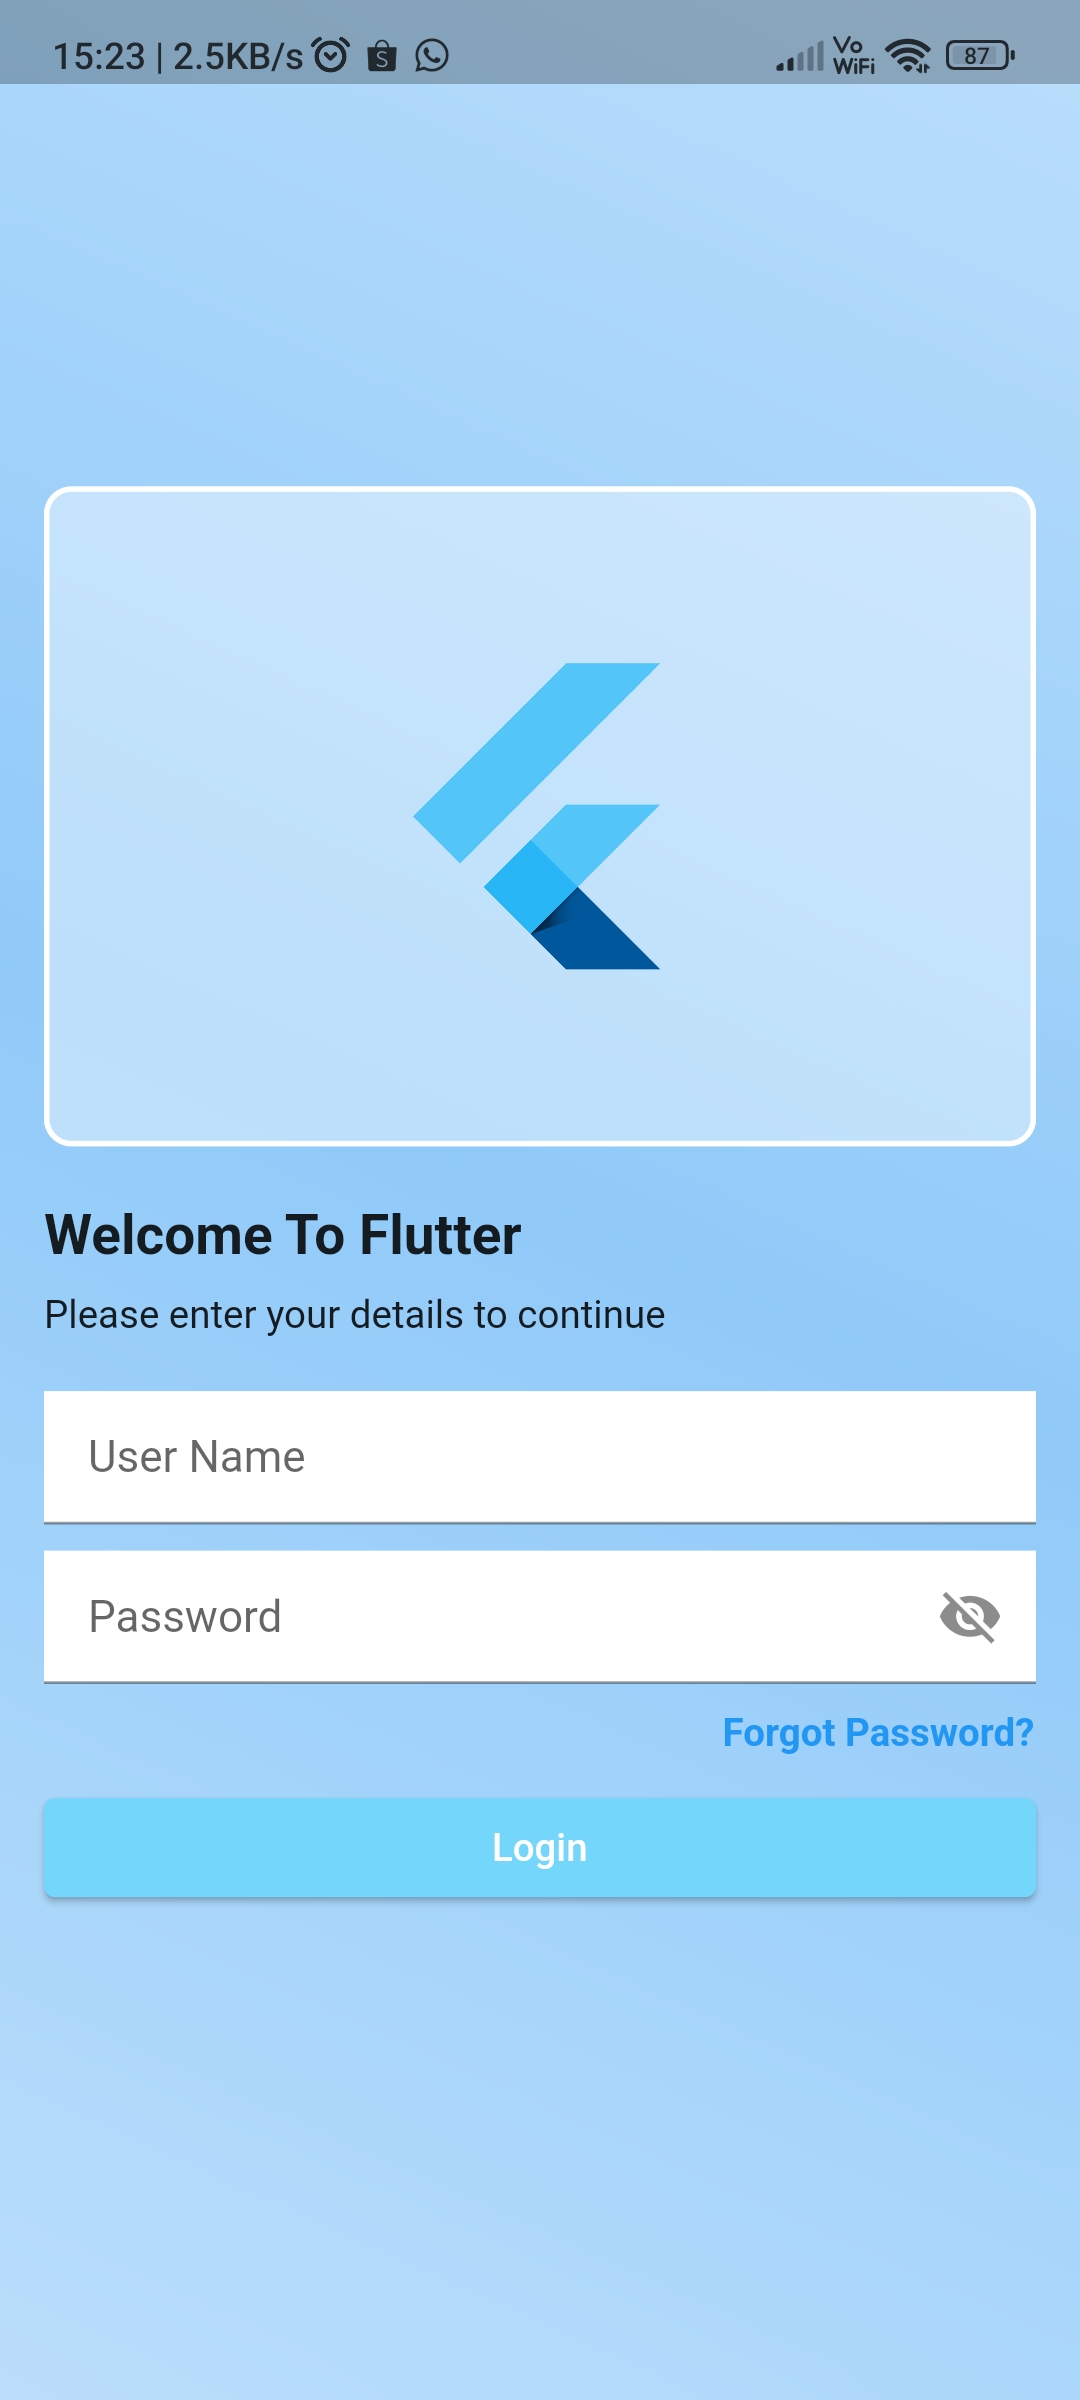 15:23 | 2.5KB/s
Vo
WiFi
87
Welcome To Flutter
Please enter your details to continue
User Name
Password
Forgot Password?
Login